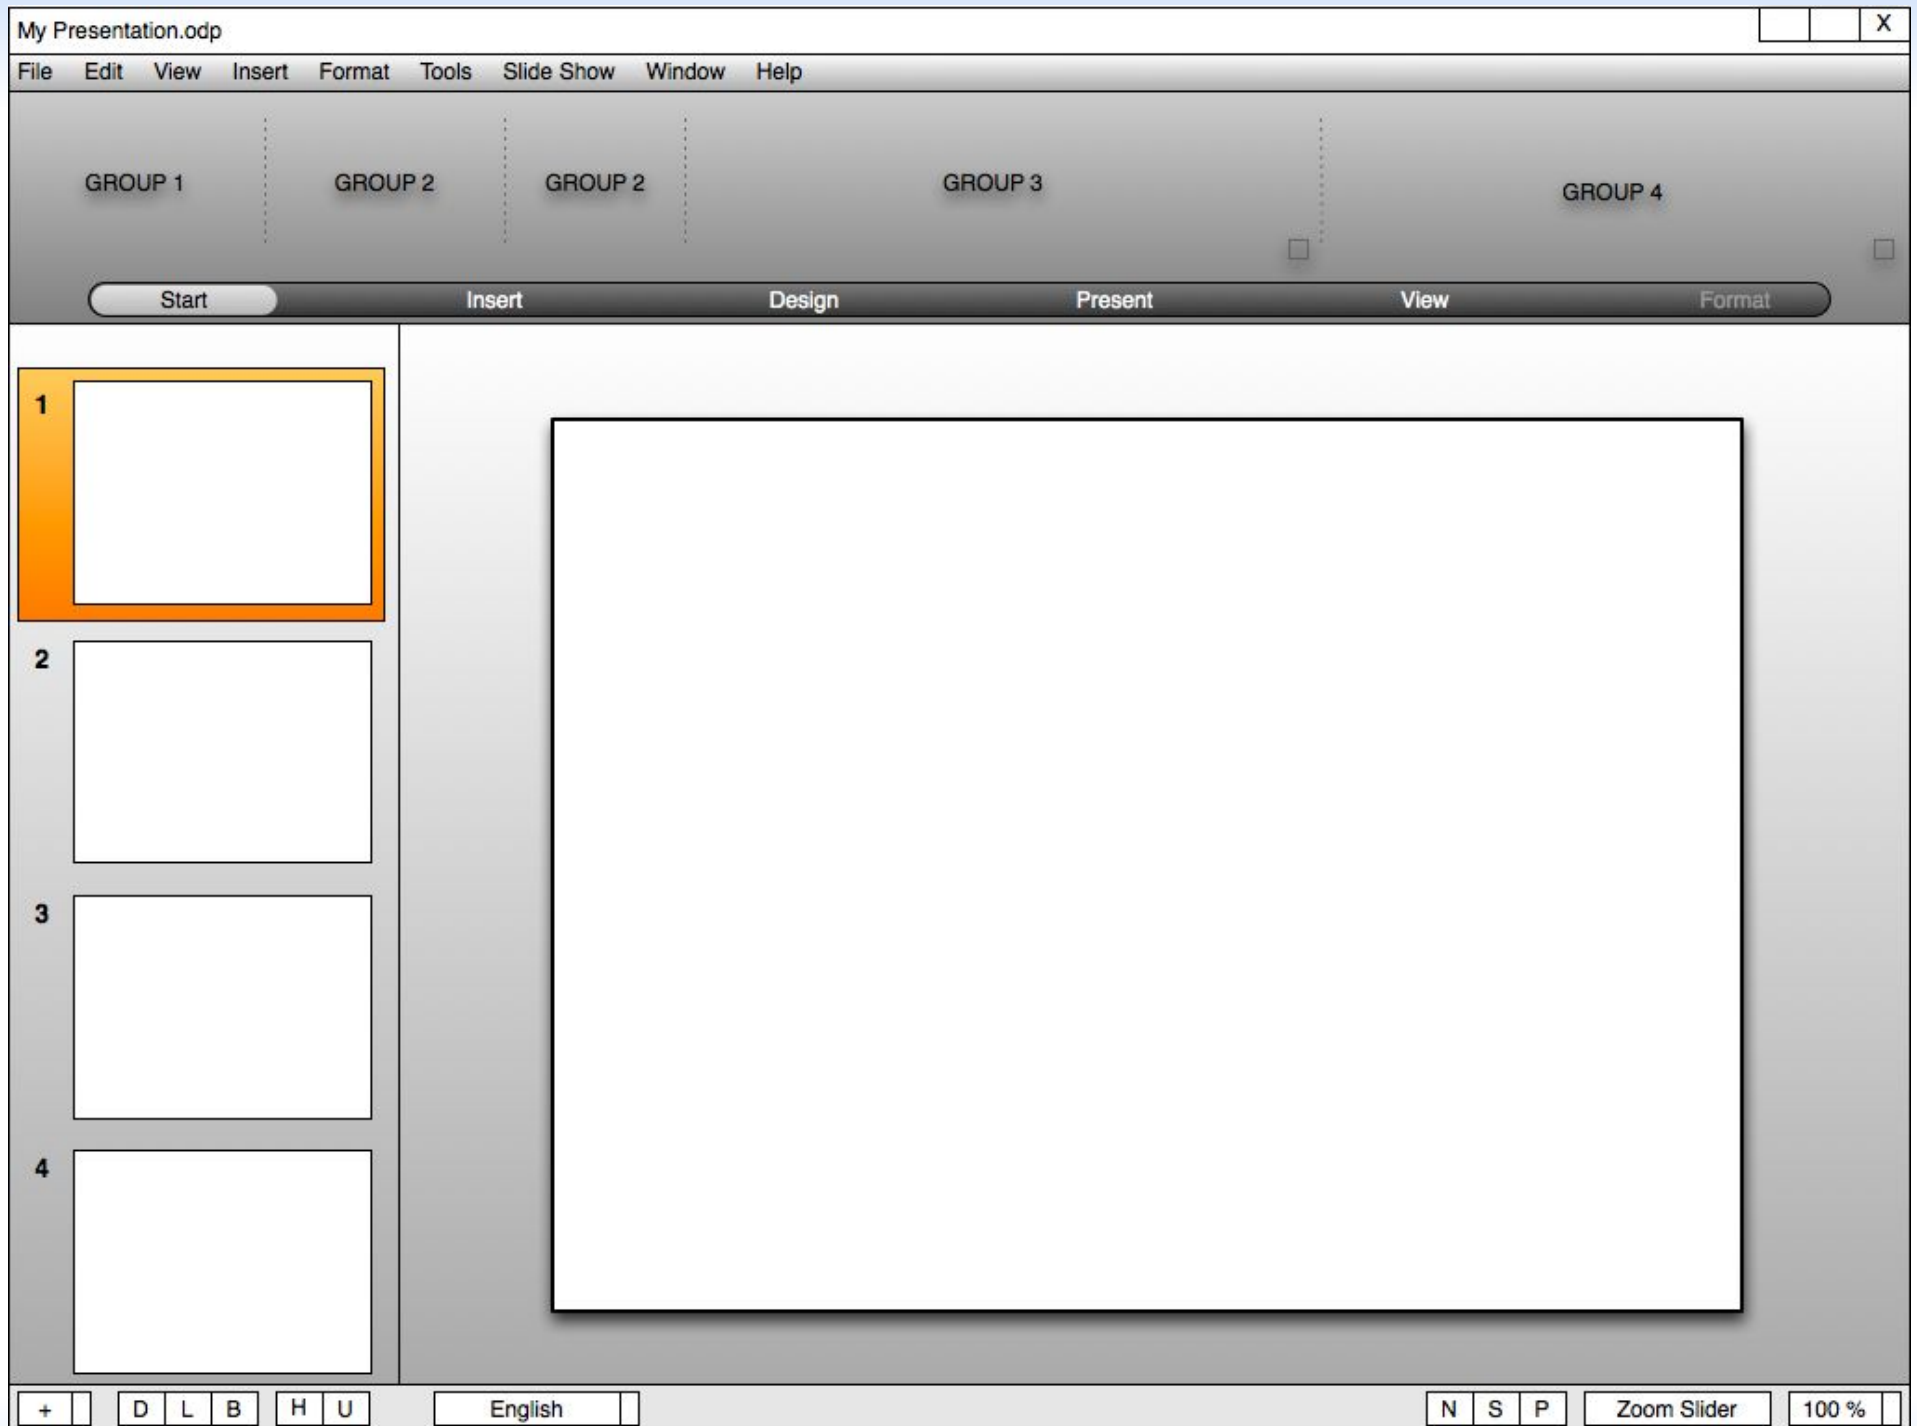 My Presentation.odp X
File Edit View Insert Format Tools Slide Show Window Help
GROUP 1 GROUP 2 GROUP 2 GROUP 3 GROUP 4
Start Insert Design Present View Format
1
2
3
4
+ D L B H U English N S P Zoom Slider 100 %